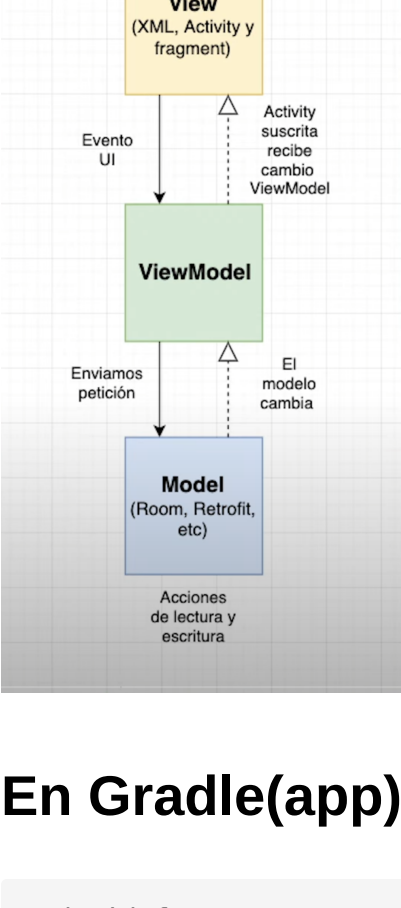 View
(XML, Activity y
fragment)
Evento
UI
Activity
suscrita
recibe
cambio
ViewModel
ViewModel
Enviamos
petición
El
modelo
cambia
Model
(Room, Retrofit,
etc)
Acciones
de lectura y
escritura
En Gradle(app)